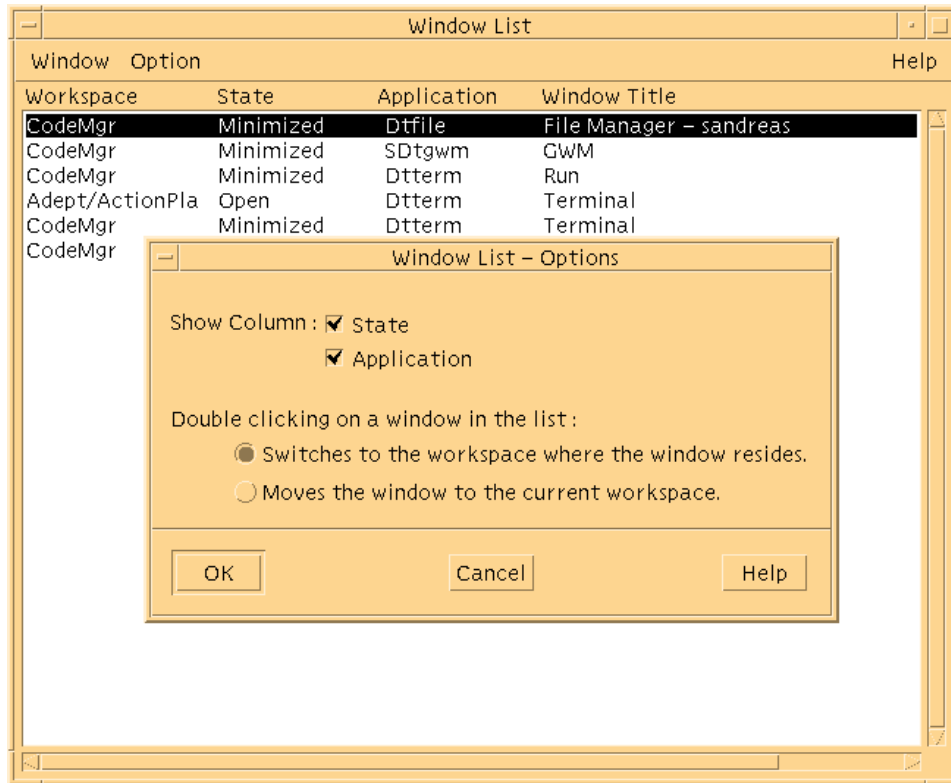 Window List
Window Option Help
Workspace State Application Window Title
CodeMgr Minimized Dtfile File Manager – sandreas
CodeMgr Minimized SDtgwm GWM
CodeMgr Minimized Dtterm Run
Adept/ActionPla Open Dtterm Terminal
CodeMgr Minimized Dtterm Terminal
CodeMgr
Window List – Options
Show Column : State
Application
Double clicking on a window in the list :
Switches to the workspace where the window resides.
Moves the window to the current workspace.
OK Cancel Help